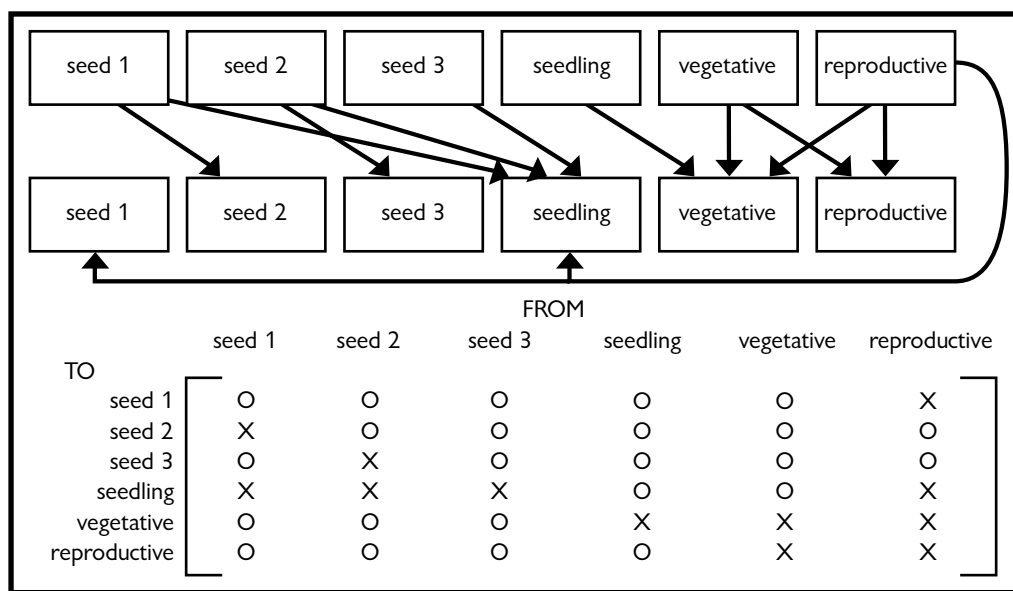 seed 1 seed 2 seed 3 seedling vegetative reproductive
seed 1 seed 2 seed 3 seedling vegetative reproductive
FROM
seed 1 seed 2 seed 3 seedling vegetative reproductive
TO
seed 1 O O O O O X
seed 2 X O O O O O
seed 3 O X O O O O
seedling X X X O O X
vegetative O O O X X X
reproductive O O O O X X